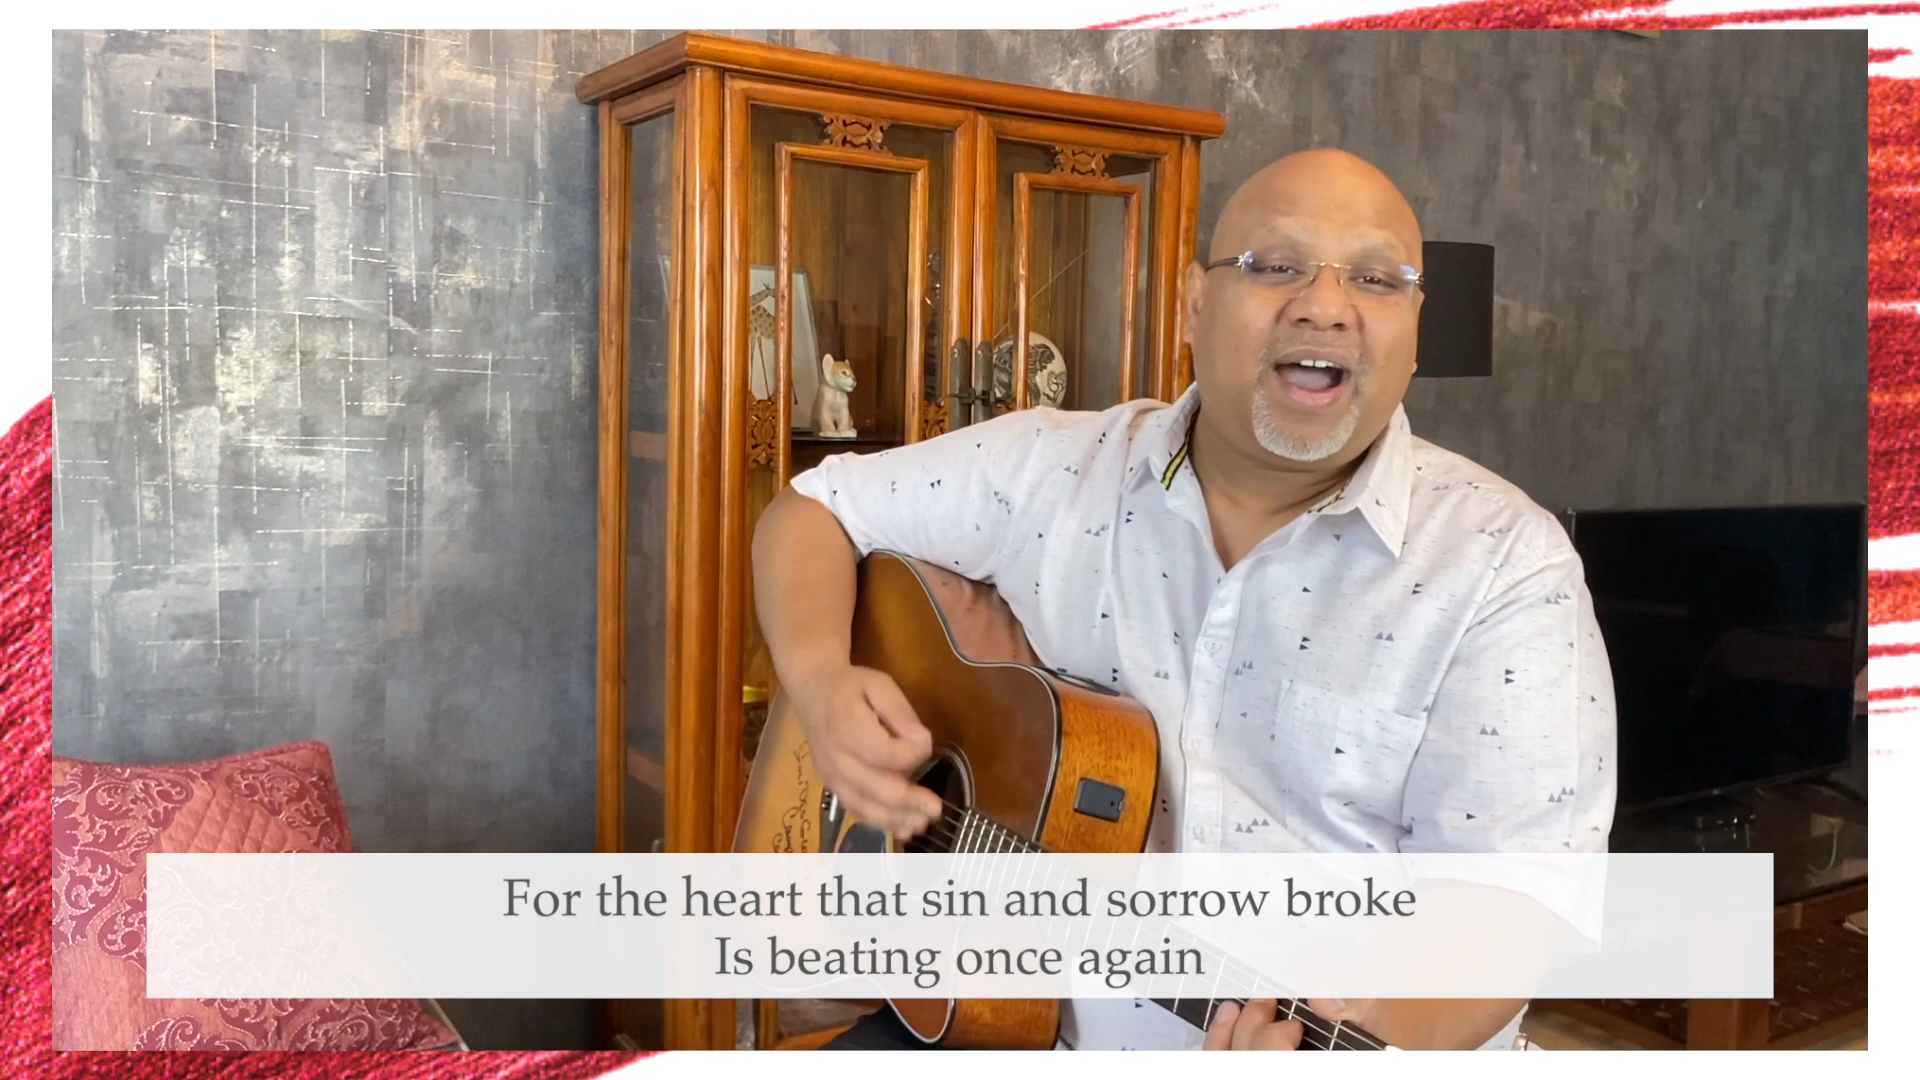 For the heart that sin and sorrow broke
Is beating once again